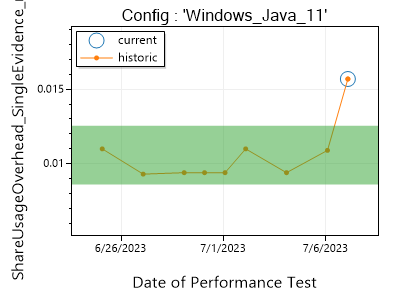 Config : 'Windows_Java_11'
current
historic
ShareUsageOverhead_SingleEvidence_
0.015
0.01
6/26/2023
7/1/2023
7/6/2023
Date of Performance Test